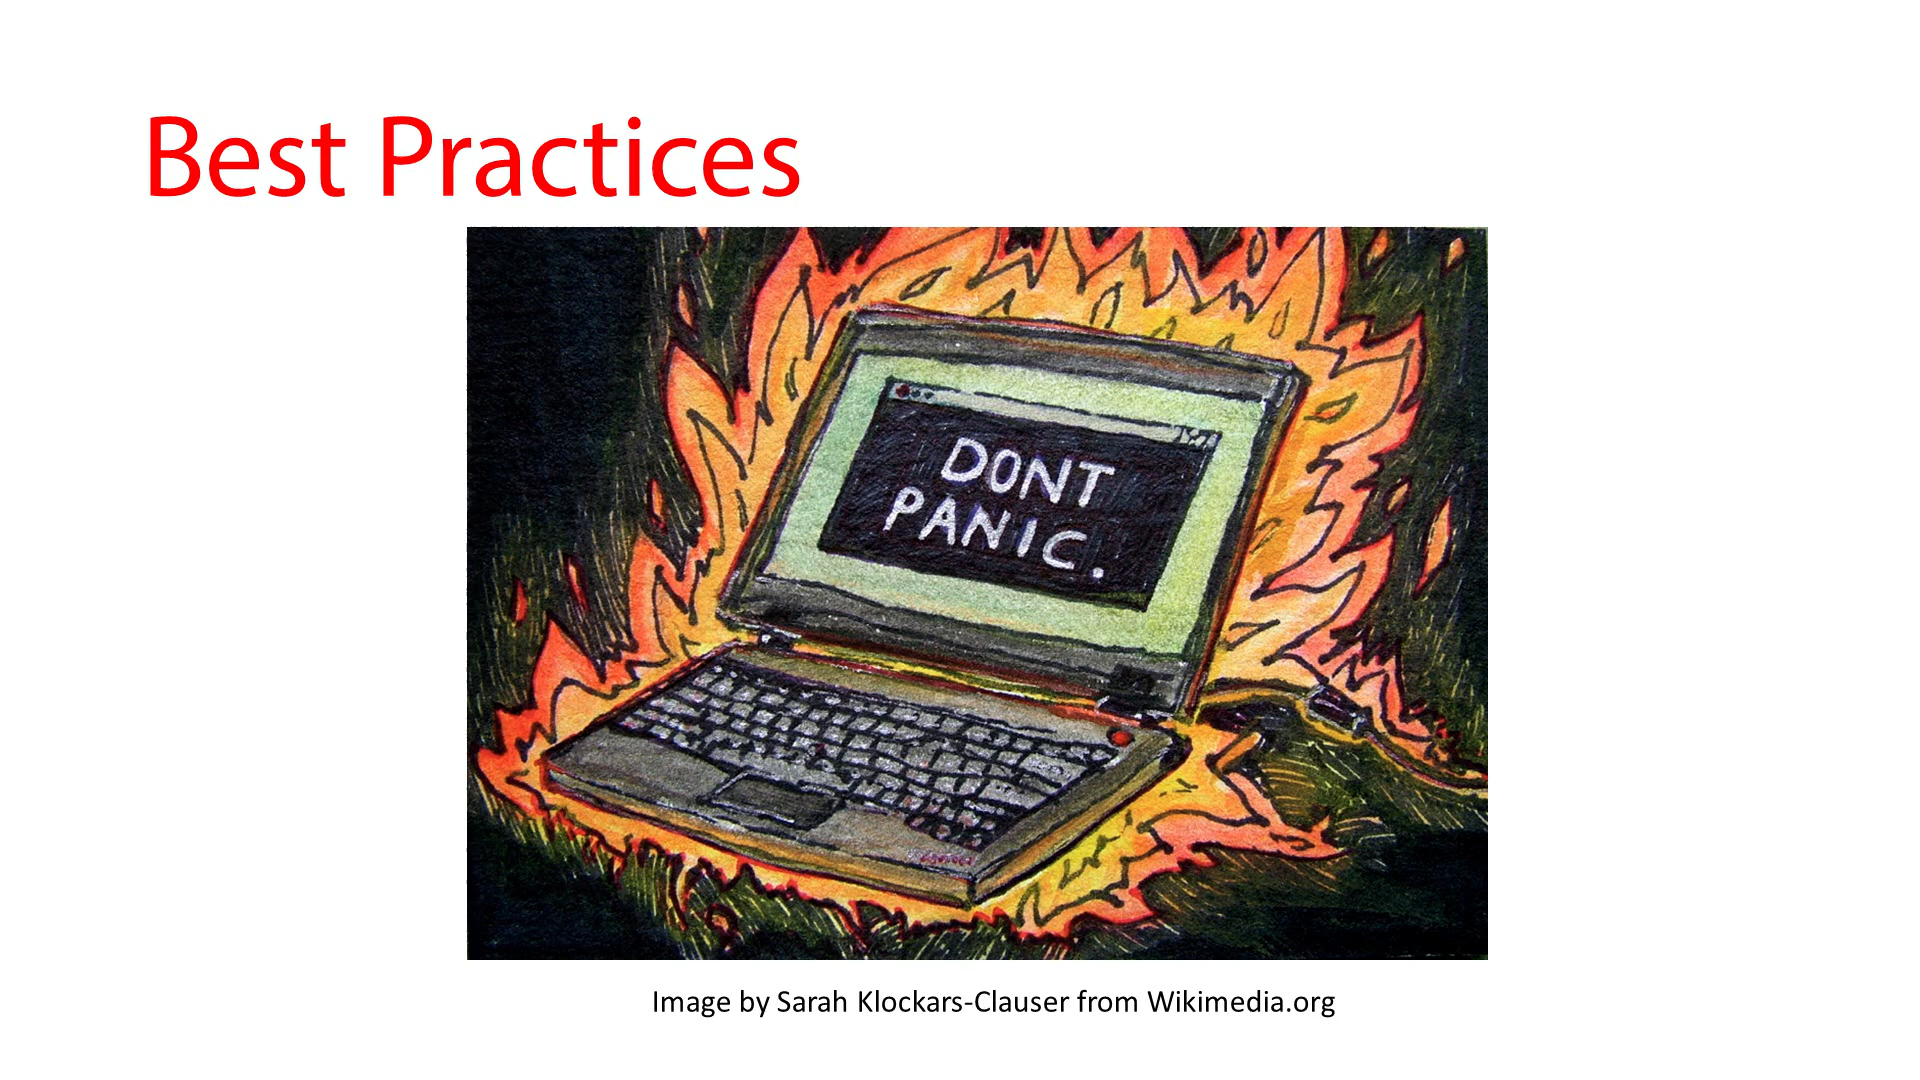 Best Practices
DONT
PANIC.
Image by Sarah Klockars-Clauser from Wikimedia.org